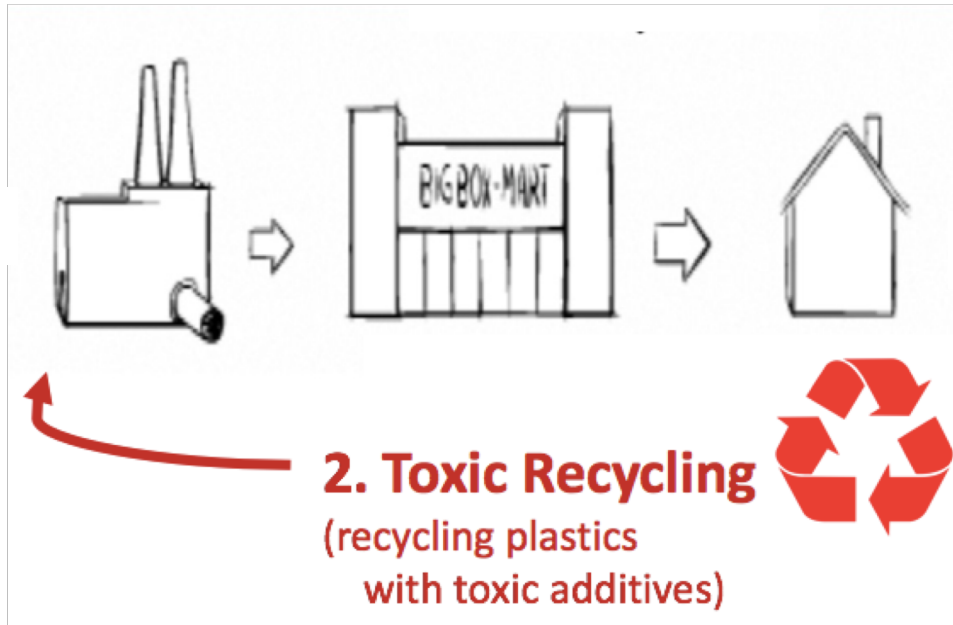 BIG BOX-MART
2. Toxic Recycling
(recycling plastics
with toxic additives)